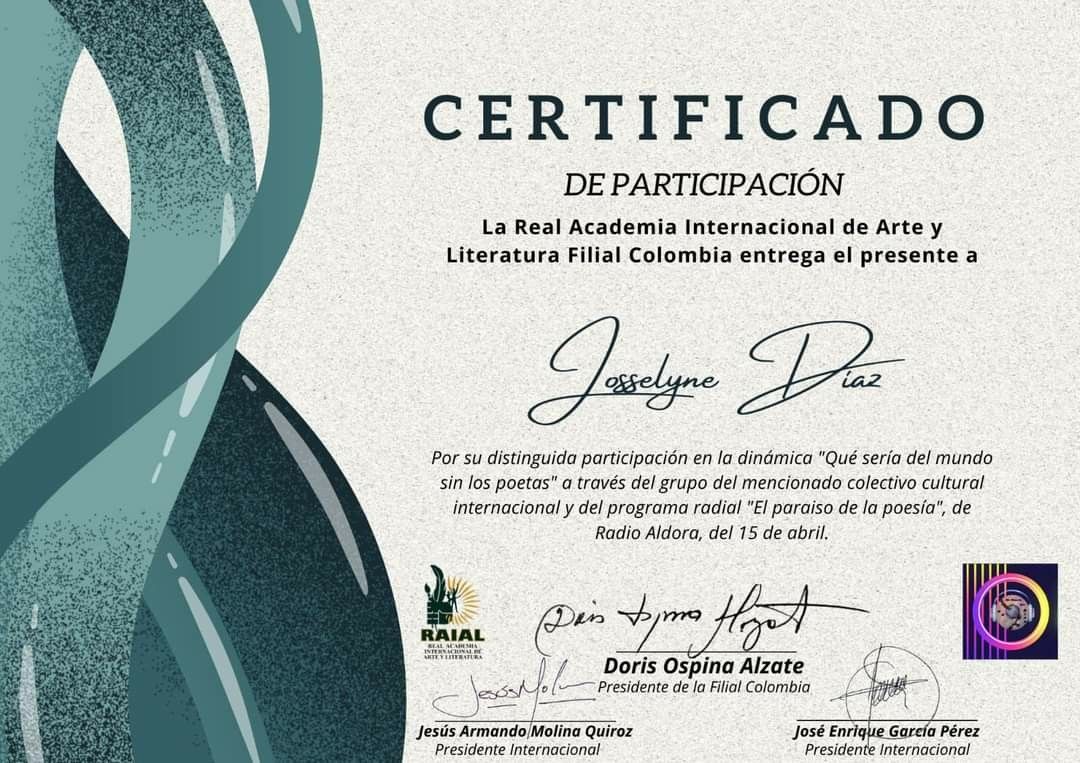 CERTIFICADO
DE PARTICIPACIÓN
La Real Academia Internacional de Arte y
Literatura Filial Colombia entrega el presente a
Josselyne Díaz
Por su distinguida participación en la dinámica "Qué sería del mundo
sin los poetas" a través del grupo del mencionado colectivo cultural
internacional y del programa radial "El paraiso de la poesía", de
Radio Aldora, del 15 de abril.
RAIAL
REAL ACADEMIA
INTERNACIONAL DE
ARTE Y LITERATURA
Doris Ospina Alzate
Presidente de la Filial Colombia
Jesús Armando Molina Quiroz
Presidente Internacional
José Enrique García Pérez
Presidente Internacional